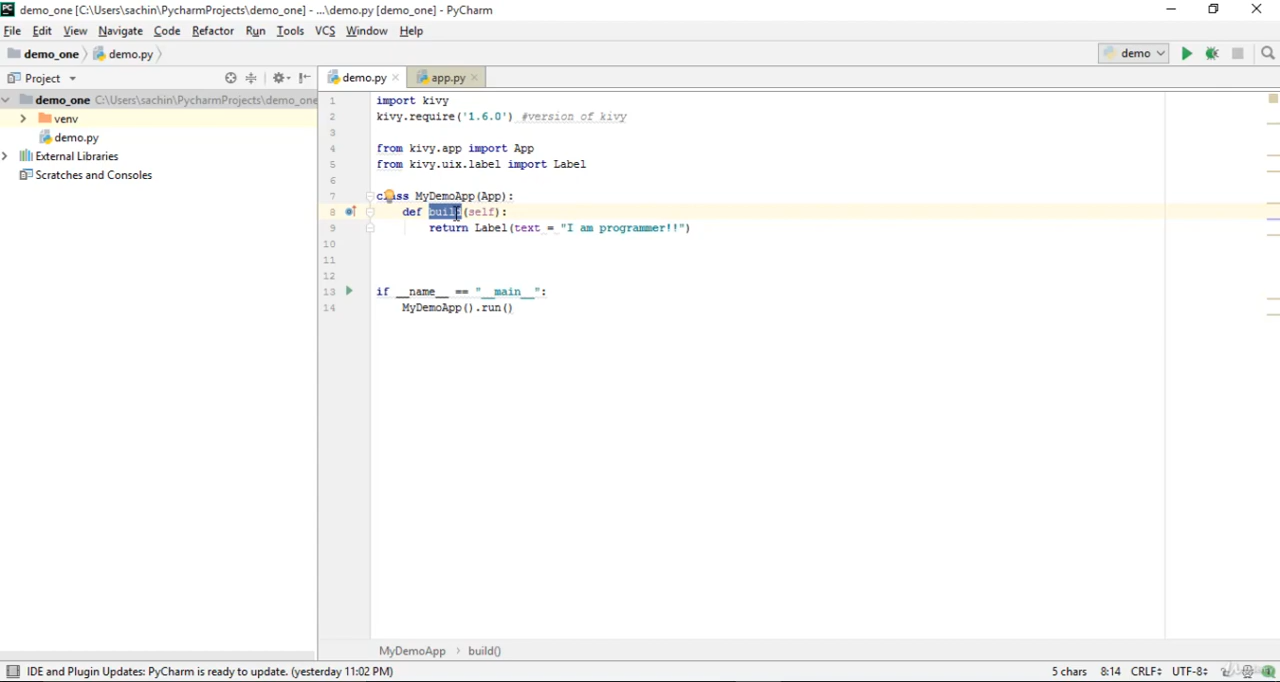 demo_one [C:\Users\sachin\PycharmProjects\demo_one] - ...\demo.py [demo_one] - PyCharm
File Edit View Navigate Code Refactor Run Tools VCS Window Help
demo_one demo.py demo
Project demo.py app.py
demo_one C:\Users\sachin\PycharmProjects\demo_one
venv
demo.py
External Libraries
Scratches and Consoles
1 import kivy
2 kivy.require('1.6.0') #version of kivy
3
4 from kivy.app import App
5 from kivy.uix.label import Label
6
7 class MyDemoApp(App):
8 def build(self):
9 return Label(text = "I am programmer!!")
10
11
12
13 if __name__ == "__main__":
14 MyDemoApp().run()
MyDemoApp build()
IDE and Plugin Updates: PyCharm is ready to update. (yesterday 11:02 PM) 5 chars 8:14 CRLF UTF-8